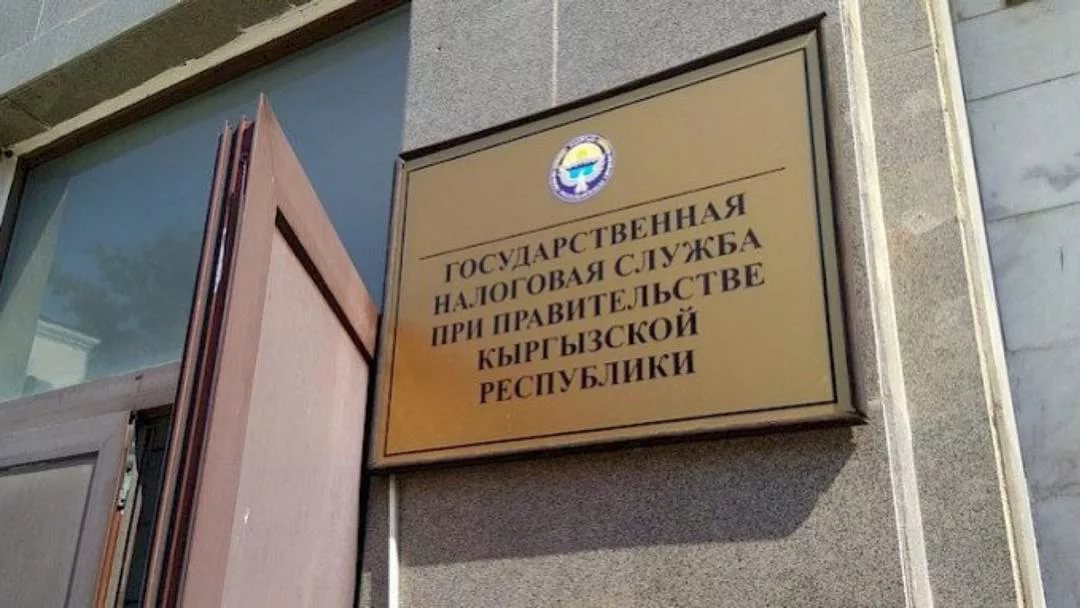 ГОСУДАРСТВЕННАЯ
НАЛОГОВАЯ СЛУЖБА
ПРИ ПРАВИТЕЛЬСТВЕ
КЫРГЫЗСКОЙ
РЕСПУБЛИКИ